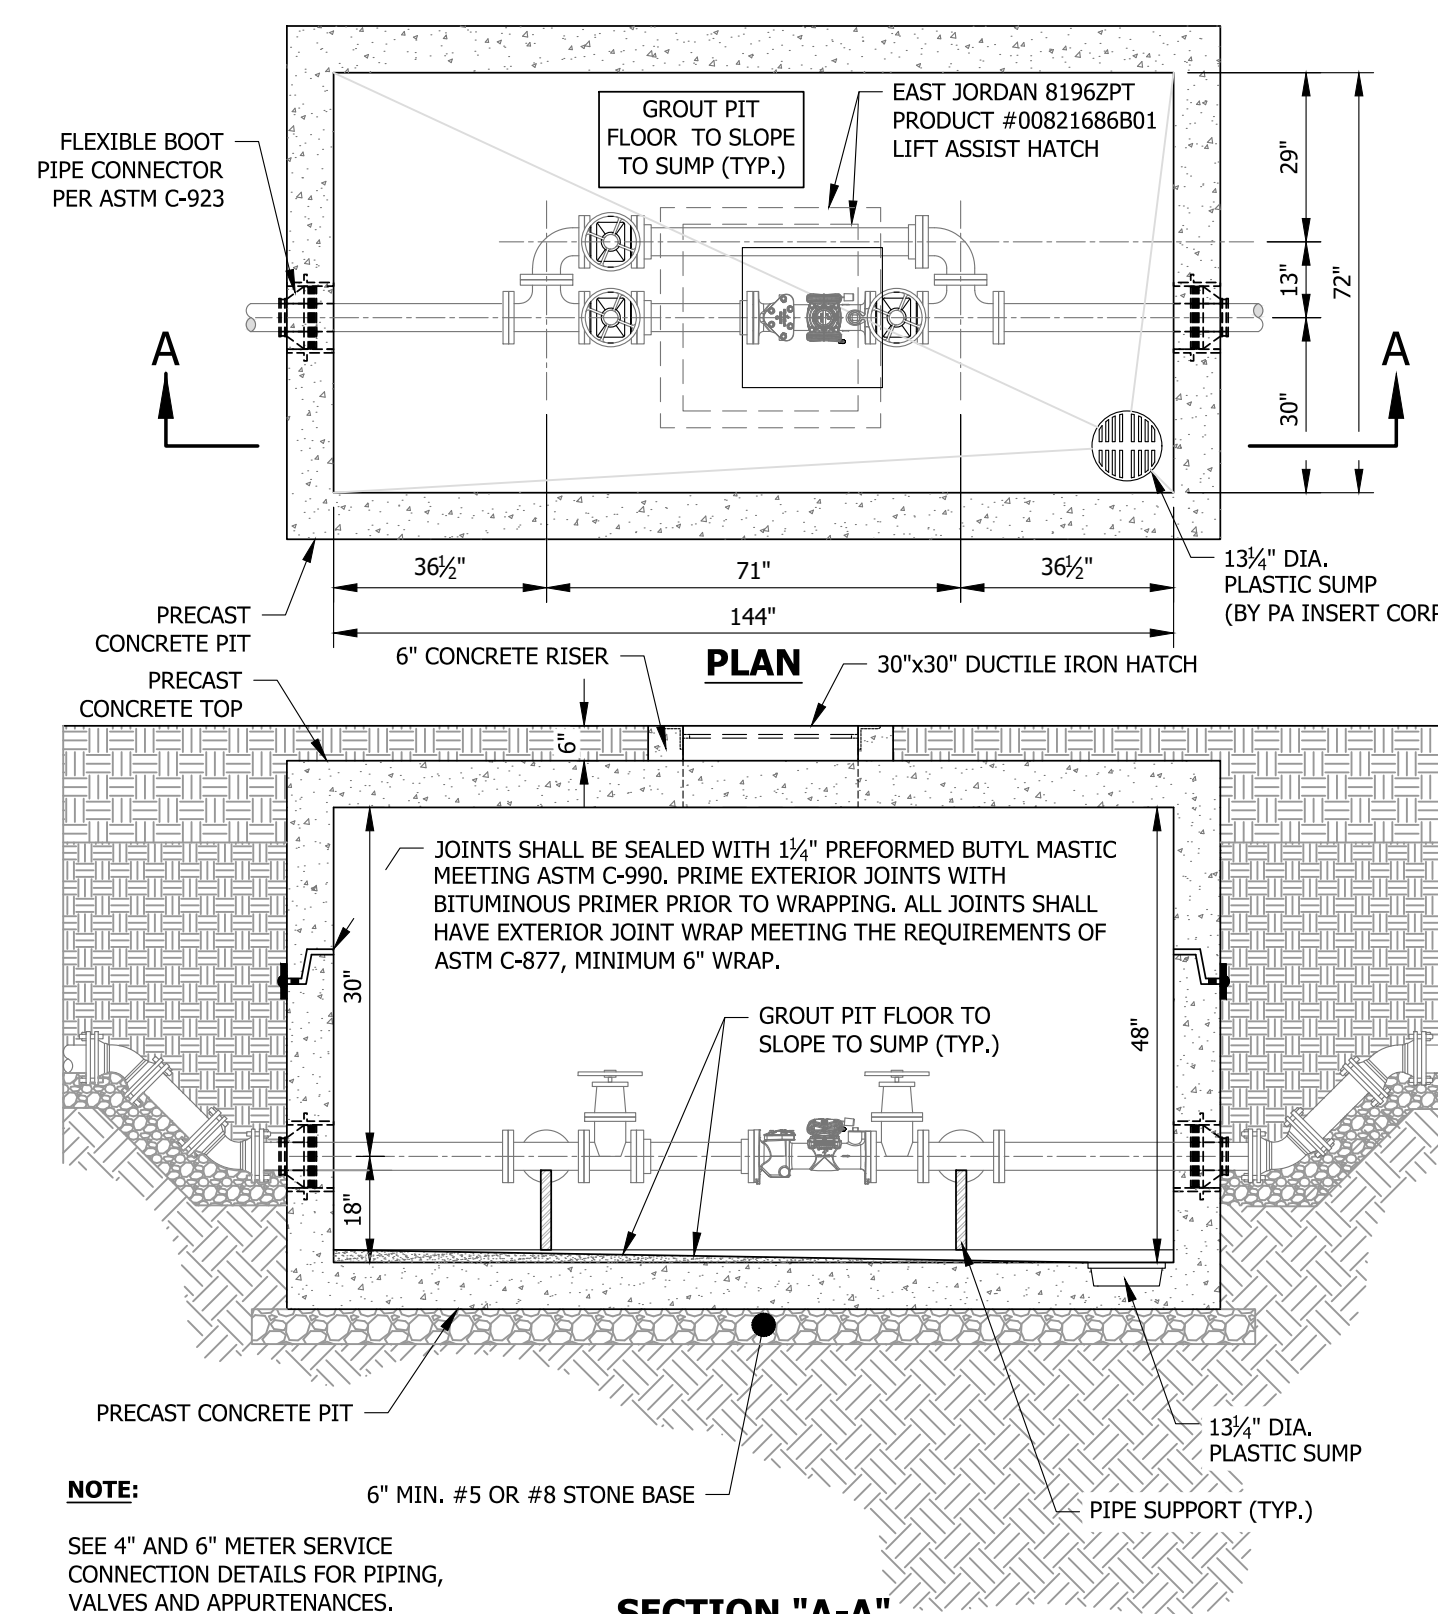 GROUT PIT
FLOOR TO SLOPE
TO SUMP (TYP.)
EAST JORDAN 8196ZPT
PRODUCT #00821686B01
LIFT ASSIST HATCH
FLEXIBLE BOOT
PIPE CONNECTOR
PER ASTM C-923
29"
13"
72"
30"
A
A
36½"
71"
36½"
144"
13¼" DIA.
PLASTIC SUMP
(BY PA INSERT CORP
PRECAST
CONCRETE PIT
PLAN
6" CONCRETE RISER
30"x30" DUCTILE IRON HATCH
PRECAST
CONCRETE TOP
6"
JOINTS SHALL BE SEALED WITH 1¼" PREFORMED BUTYL MASTIC
MEETING ASTM C-990. PRIME EXTERIOR JOINTS WITH
BITUMINOUS PRIMER PRIOR TO WRAPPING. ALL JOINTS SHALL
HAVE EXTERIOR JOINT WRAP MEETING THE REQUIREMENTS OF
ASTM C-877, MINIMUM 6" WRAP.
30"
GROUT PIT FLOOR TO
SLOPE TO SUMP (TYP.)
48"
18"
PRECAST CONCRETE PIT
13¼" DIA.
PLASTIC SUMP
6" MIN. #5 OR #8 STONE BASE
PIPE SUPPORT (TYP.)
NOTE:
SEE 4" AND 6" METER SERVICE
CONNECTION DETAILS FOR PIPING,
VALVES AND APPURTENANCES.
SECTION "A-A"